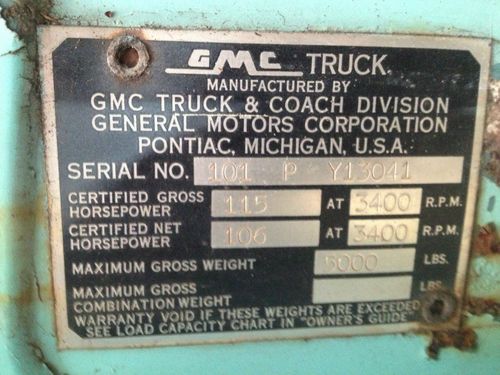 GMC TRUCK
MANUFACTURED BY
GMC TRUCK & COACH DIVISION
GENERAL MOTORS CORPORATION
PONTIAC, MICHIGAN, U.S.A.
SERIAL NO. 101 P Y13041
CERTIFIED GROSS HORSEPOWER 115 AT 3400 R.P.M.
CERTIFIED NET HORSEPOWER 106 AT 3400 R.P.M.
MAXIMUM GROSS WEIGHT 5000 LBS.
MAXIMUM GROSS COMBINATION WEIGHT LBS.
WARRANTY VOID IF THESE WEIGHTS ARE EXCEEDED
SEE LOAD CAPACITY CHART IN "OWNER'S GUIDE"